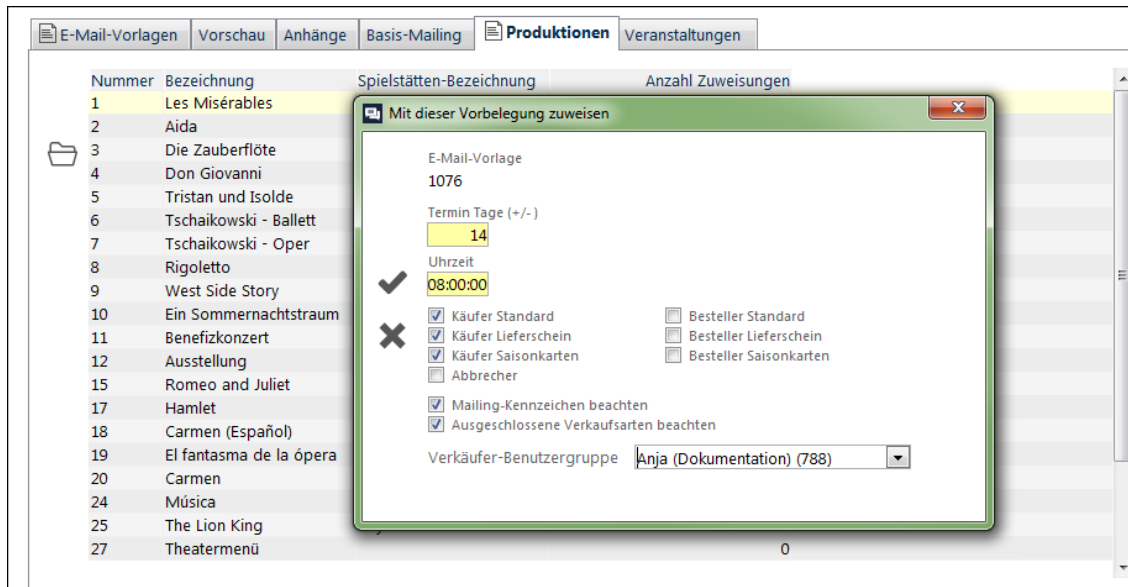 E-Mail-Vorlagen Vorschau Anhänge Basis-Mailing Produktionen Veranstaltungen
Nummer Bezeichnung Spielstätten-Bezeichnung Anzahl Zuweisungen
1 Les Misérables
2 Aida
3 Die Zauberflöte
4 Don Giovanni
5 Tristan und Isolde
6 Tschaikowski - Ballett
7 Tschaikowski - Oper
8 Rigoletto
9 West Side Story
10 Ein Sommernachtstraum
11 Benefizkonzert
12 Ausstellung
15 Romeo and Juliet
17 Hamlet
18 Carmen (Español)
19 El fantasma de la ópera
20 Carmen
24 Música
25 The Lion King
27 Theatermenü 0
Mit dieser Vorbelegung zuweisen
E-Mail-Vorlage
1076
Termin Tage (+/-)
14
Uhrzeit
08:00:00
Käufer Standard Besteller Standard
Käufer Lieferschein Besteller Lieferschein
Käufer Saisonkarten Besteller Saisonkarten
Abbrecher
Mailing-Kennzeichen beachten
Ausgeschlossene Verkaufsarten beachten
Verkäufer-Benutzergruppe Anja (Dokumentation) (788)